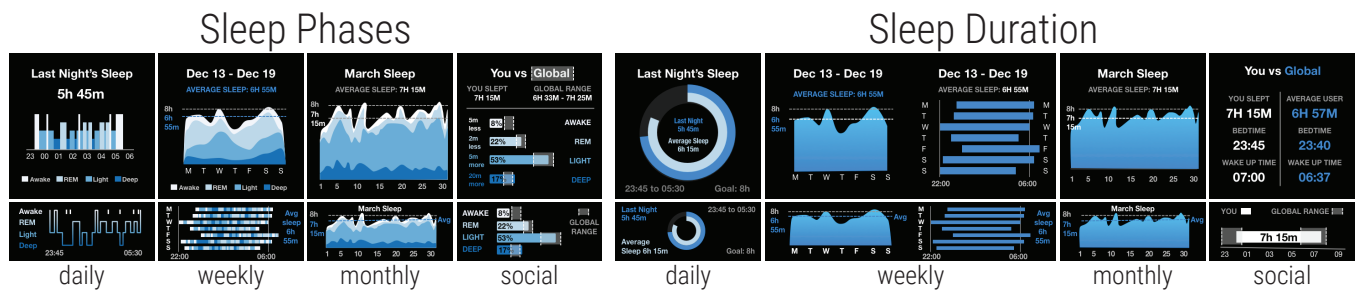 Sleep Phases
Sleep Duration
Last Night's Sleep
5h 45m
23 00 01 02 03 04 05 06
Awake REM Light Deep
Dec 13 - Dec 19
AVERAGE SLEEP: 6H 55M
8h
6h
55m
M T W T F S S
Awake REM Light Deep
March Sleep
AVERAGE SLEEP: 7H 15M
8h
7h
15m
1 5 10 15 20 25 30
Awake REM Light Deep
You vs Global
YOU SLEPT
7H 15M
GLOBAL RANGE
6H 33M - 7H 25M
5m less 8% AWAKE
2m less 22% REM
5m more 53% LIGHT
20m more 17% DEEP
Last Night's Sleep
Last Night
5h 45m
Average Sleep
6h 15m
23:45 to 05:30
Goal: 8h
Dec 13 - Dec 19
AVERAGE SLEEP: 6H 55M
8h
6h
55m
M T W T F S S
Dec 13 - Dec 19
AVERAGE SLEEP: 6H 55M
M M
T T
W W
T T
F F
S S
S S
22:00 06:00
March Sleep
AVERAGE SLEEP: 7H 15M
8h
7h
15m
1 5 10 15 20 25 30
You vs Global
YOU SLEPT
7H 15M
AVERAGE USER
6H 57M
BEDTIME
23:45
BEDTIME
23:40
WAKE UP TIME
07:00
WAKE UP TIME
06:37
Awake
REM
Light
Deep
23:45 05:30
M
T
W
T
F
S
S
22:00 06:00
Avg
sleep
6h
55m
March Sleep
8h
7h
15m
Avg
1 5 10 15 20 25 30
AWAKE 8%
REM 22%
LIGHT 53%
DEEP 17%
GLOBAL
RANGE
Last Night
5h 45m
23:45 to 05:30
Average
Sleep 6h 15m
Goal: 8h
8h
6h
55m
Avg
M T W T F S S
M
T
W
T
F
S
S
22:00 06:00
Avg
sleep
6h
55m
March Sleep
8h
7h
15m
Avg
1 5 10 15 20 25 30
YOU GLOBAL RANGE
7h 15m
23 01 03 05 07 09
daily
weekly
monthly
social
daily
weekly
monthly
social